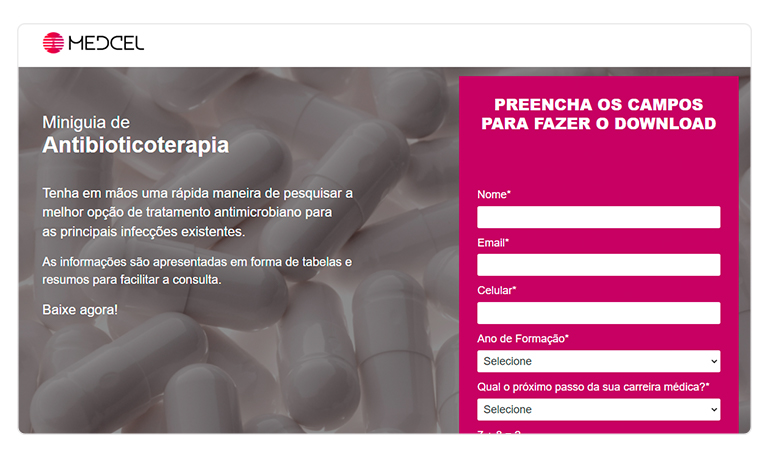 MEDCEL
Miniguia de
Antibioticoterapia
Tenha em mãos uma rápida maneira de pesquisar a
melhor opção de tratamento antimicrobiano para
as principais infecções existentes.
As informações são apresentadas em forma de tabelas e
resumos para facilitar a consulta.
Baixe agora!
PREENCHA OS CAMPOS
PARA FAZER O DOWNLOAD
Nome*
Email*
Celular*
Ano de Formação*
Selecione
Qual o próximo passo da sua carreira médica?*
Selecione